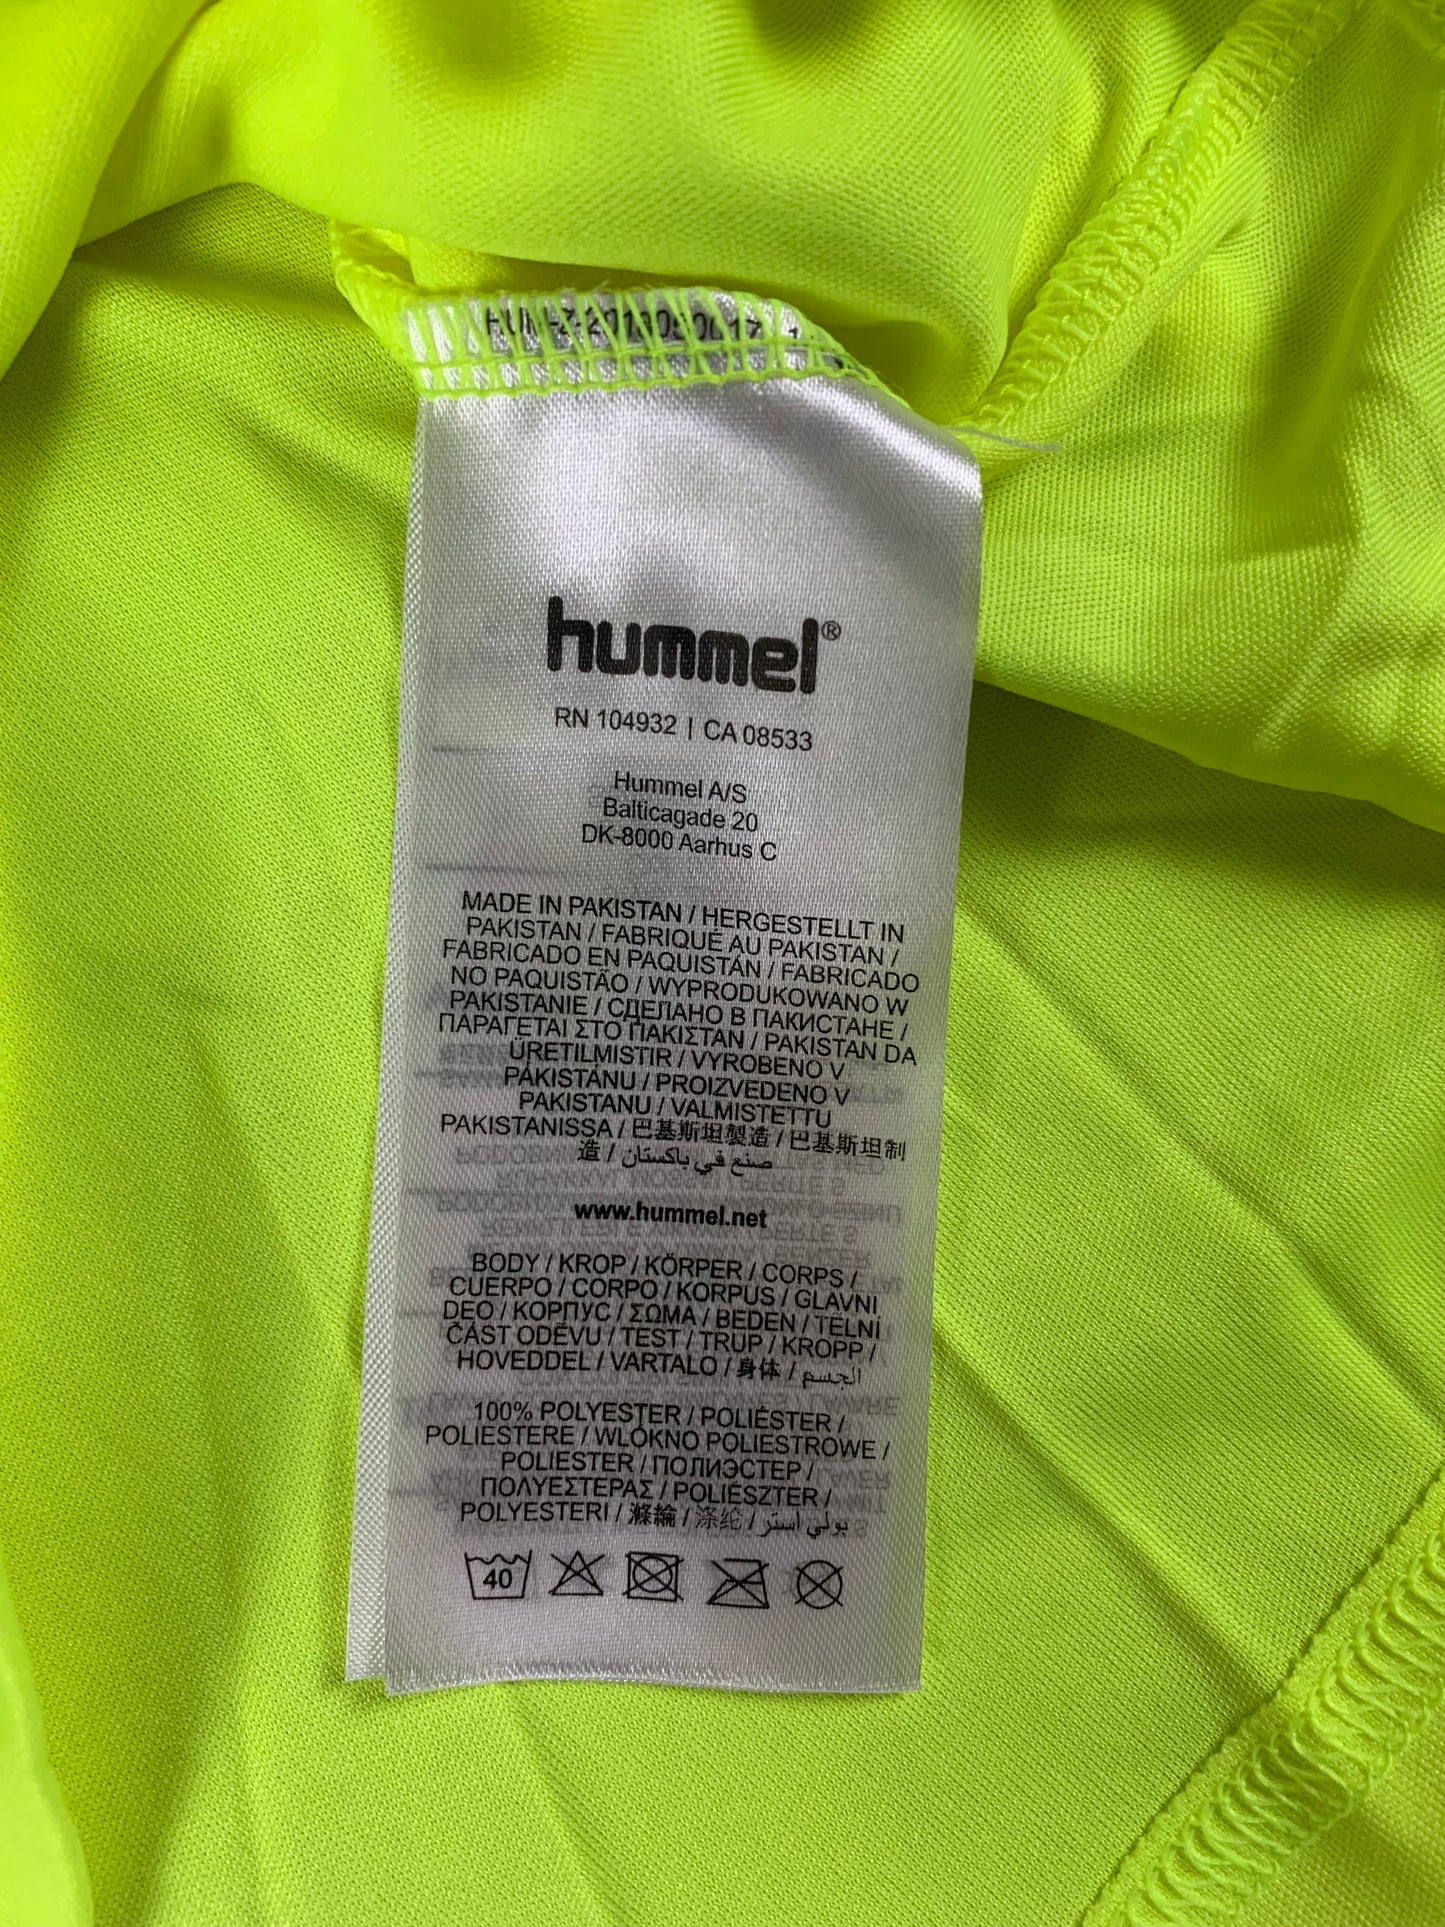 hummel®
RN 104932 | CA 08533
Hummel A/S
Balticagade 20
DK-8000 Aarhus C
MADE IN PAKISTAN / HERGESTELLT IN
PAKISTAN / FABRIQUÉ AU PAKISTAN /
FABRICADO EN PAQUISTÁN / FABRICADO
NO PAQUISTÃO / WYPRODUKOWANO W
PAKISTANIE / СДЕЛАНО В ПАКИСТАНЕ /
ΠΑΡΑΓΕΤΑΙ ΣΤΟ ΠΑΚΙΣΤΑΝ / PAKISTAN DA
ÜRETILMISTIR / VYROBENO V
PÁKISTÁNU / PROIZVEDENO V
PAKISTANU / VALMISTETTU
PAKISTANISSA / 巴基斯坦製造 / 巴基斯坦制
造 / صنع في باكستان
www.hummel.net
BODY / KROP / KÖRPER / CORPS /
CUERPO / CORPO / KORPUS / GLAVNI
DEO / КОРПУС / ΣΩΜΑ / BEDEN / TELNÍ
ČÁST ODĚVU / TEST / TRUP / KROPP /
HOVEDDEL / VARTALO / 身体 / الجسم
100% POLYESTER / POLIÉSTER /
POLIESTERE / WLÓKNO POLIESTROWE /
POLIESTER / ПОЛИЭСТЕР /
ΠΟΛΥΕΣΤΕΡΑΣ / POLIÉSZTER /
POLYESTERI / 滌綸 / 涤纶 / بولي استر
40